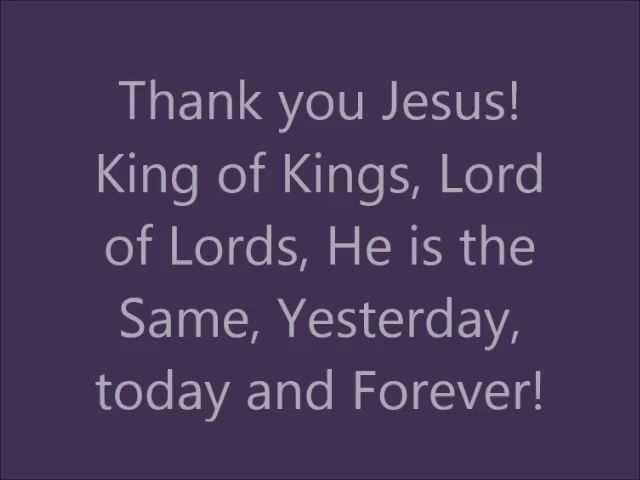 Thank you Jesus!
King of Kings, Lord
of Lords, He is the
Same, Yesterday,
today and Forever!